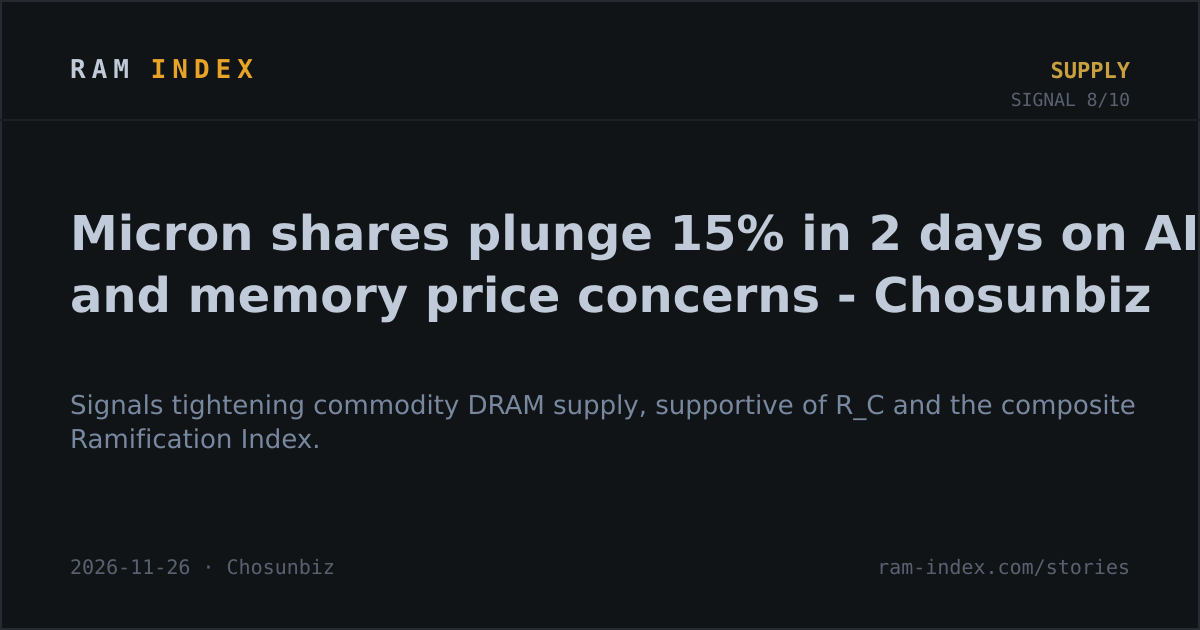 RAM INDEX
SUPPLY
SIGNAL 8/10
Micron shares plunge 15% in 2 days on AI
and memory price concerns - Chosunbiz
Signals tightening commodity DRAM supply, supportive of R_C and the composite
Ramification Index.
2026-11-26 · Chosunbiz
ram-index.com/stories